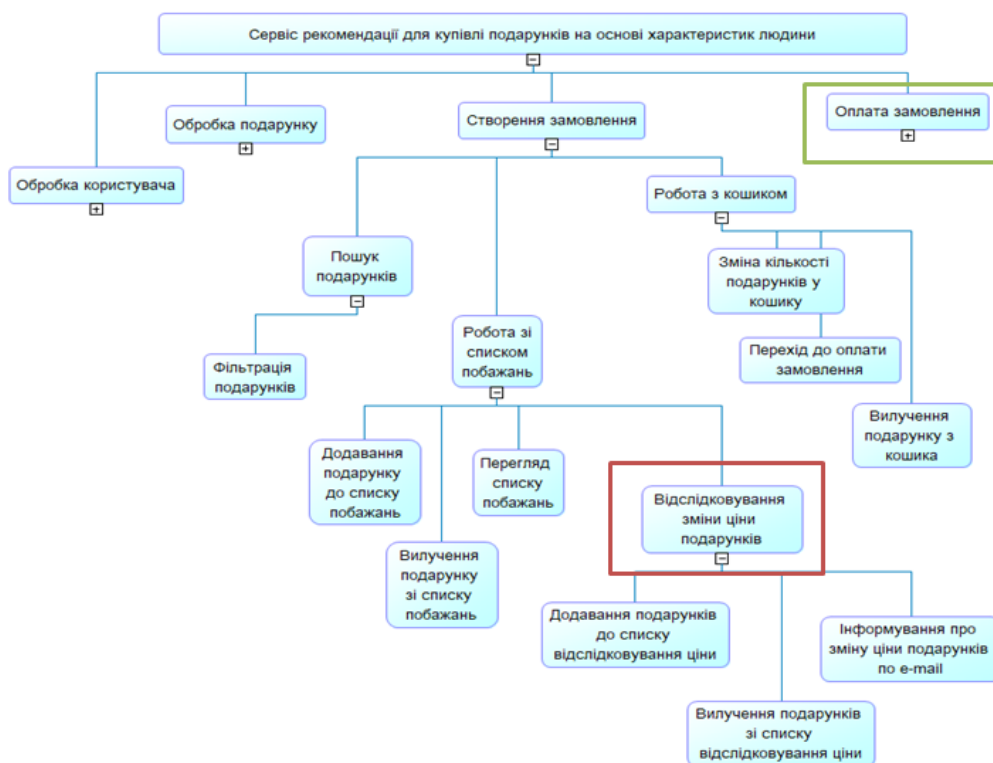 Сервіс рекомендації для купівлі подарунків на основі характеристик людини
Обробка подарунку
Створення замовлення
Оплата замовлення
Обробка користувача
Робота з кошиком
Пошук
подарунків
Зміна кількості
подарунків у
кошику
Фільтрація
подарунків
Робота зі
списком
побажань
Перехід до оплати
замовлення
Вилучення
подарунку з
кошика
Додавання
подарунку
до списку
побажань
Перегляд
списку
побажань
Відслідковування
зміни ціни
подарунків
Вилучення
подарунку
зі списку
побажань
Додавання подарунків
до списку
відслідковування ціни
Інформування про
зміну ціни подарунків
по e-mail
Вилучення подарунків
зі списку
відслідковування ціни